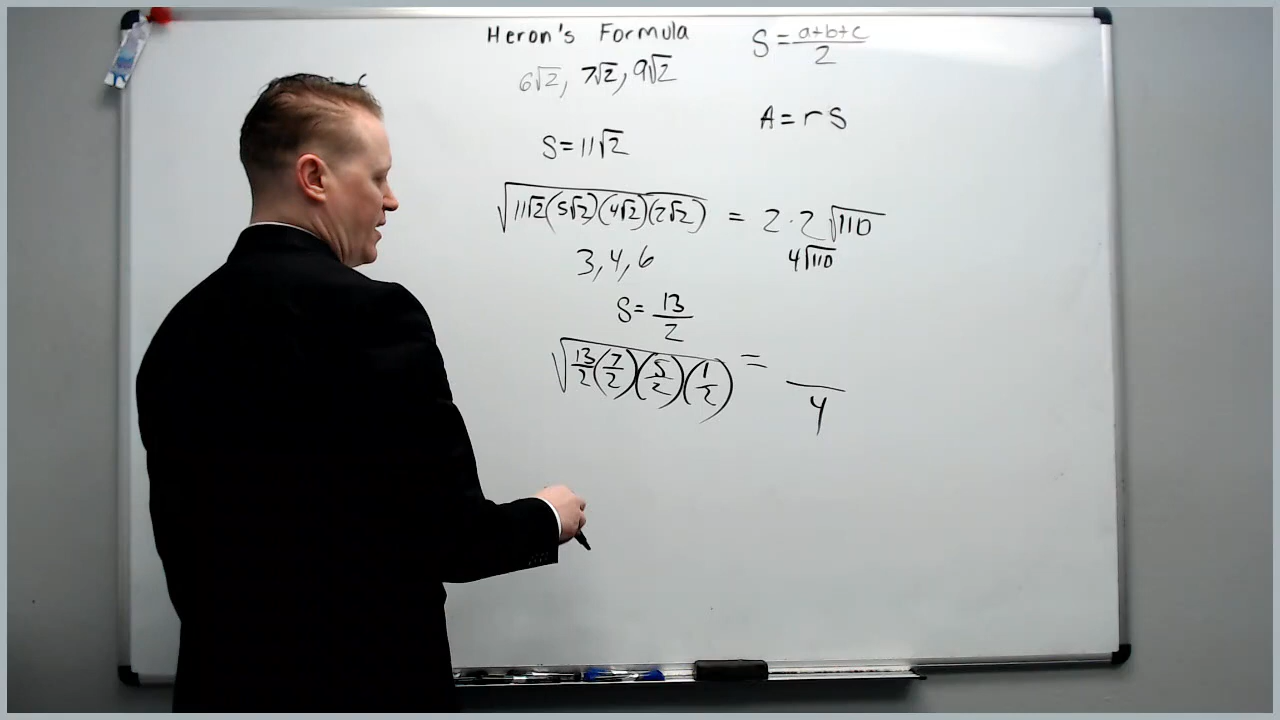 Heron's Formula
S = (a+b+c)/2
6√2, 7√2, 9√2
A = rS
S = 11√2
√(11√2(5√2)(4√2)(2√2)) = 2·2√110
4√110
3, 4, 6
S = 13/2
√(13/2(7/2)(5/2)(1/2)) = /4